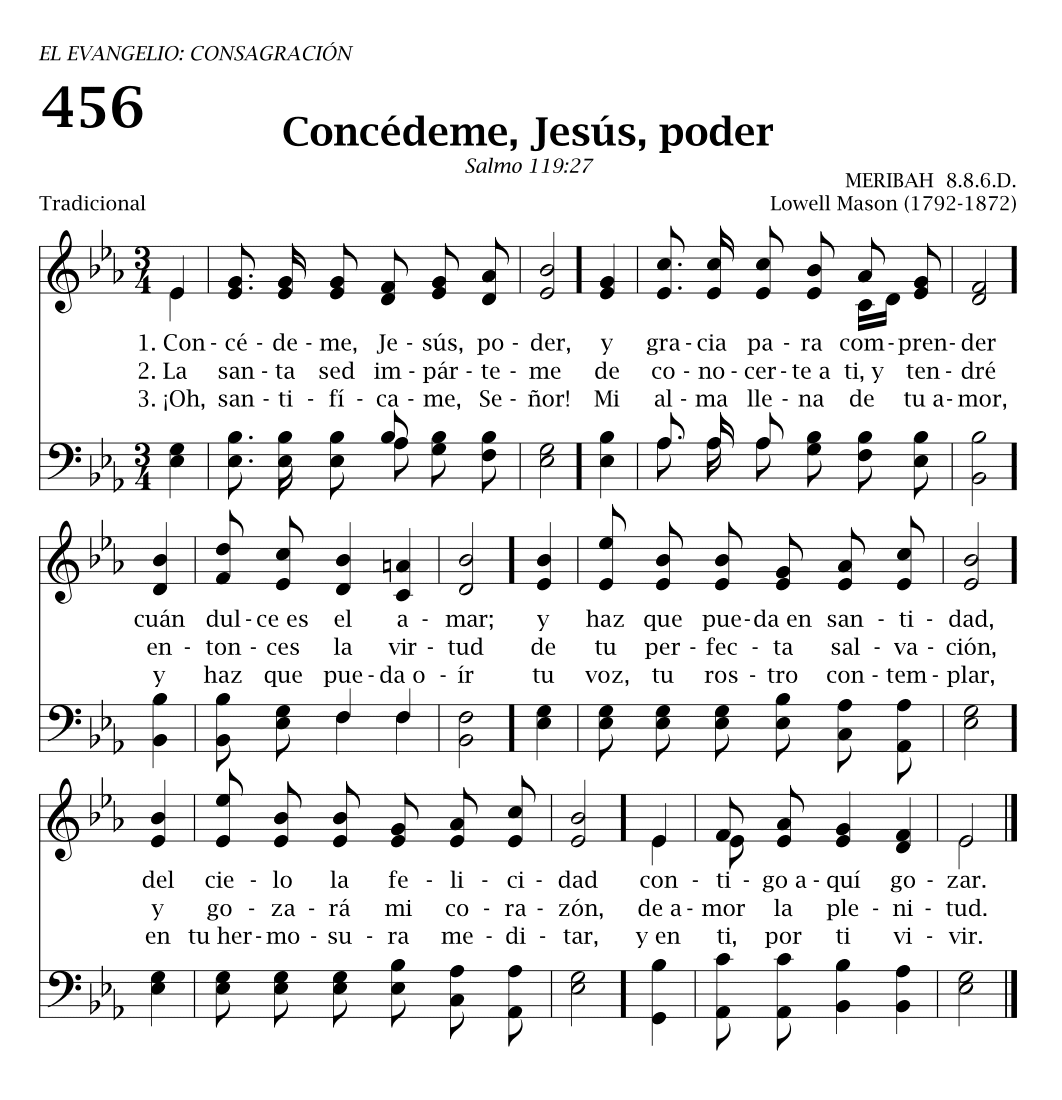 EL EVANGELIO: CONSAGRACIÓN
456
Concédeme, Jesús, poder
Salmo 119:27
MERIBAH 8.8.6.D.
Tradicional
Lowell Mason (1792-1872)
1. Con - cé - de - me, Je - sús, po - der, y gra - cia pa - ra com - pren - der
2. La san - ta sed im - pár - te - me de co - no - cer - te a ti, y ten - dré
3. ¡Oh, san - ti - fí - ca - me, Se - ñor! Mi al - ma lle - na de tu a - mor,
cuán dul - ce es el a - mar; y haz que pue - da en san - ti - dad,
en - ton - ces la vir - tud de tu per - fec - ta sal - va - ción,
y haz que pue - da o - ír tu voz, tu ros - tro con - tem - plar,
del cie - lo la fe - li - ci - dad con - ti - go a - quí go - zar.
y go - za - rá mi co - ra - zón, de a - mor la ple - ni - tud.
en tu her - mo - su - ra me - di - tar, y en ti, por ti vi - vir.